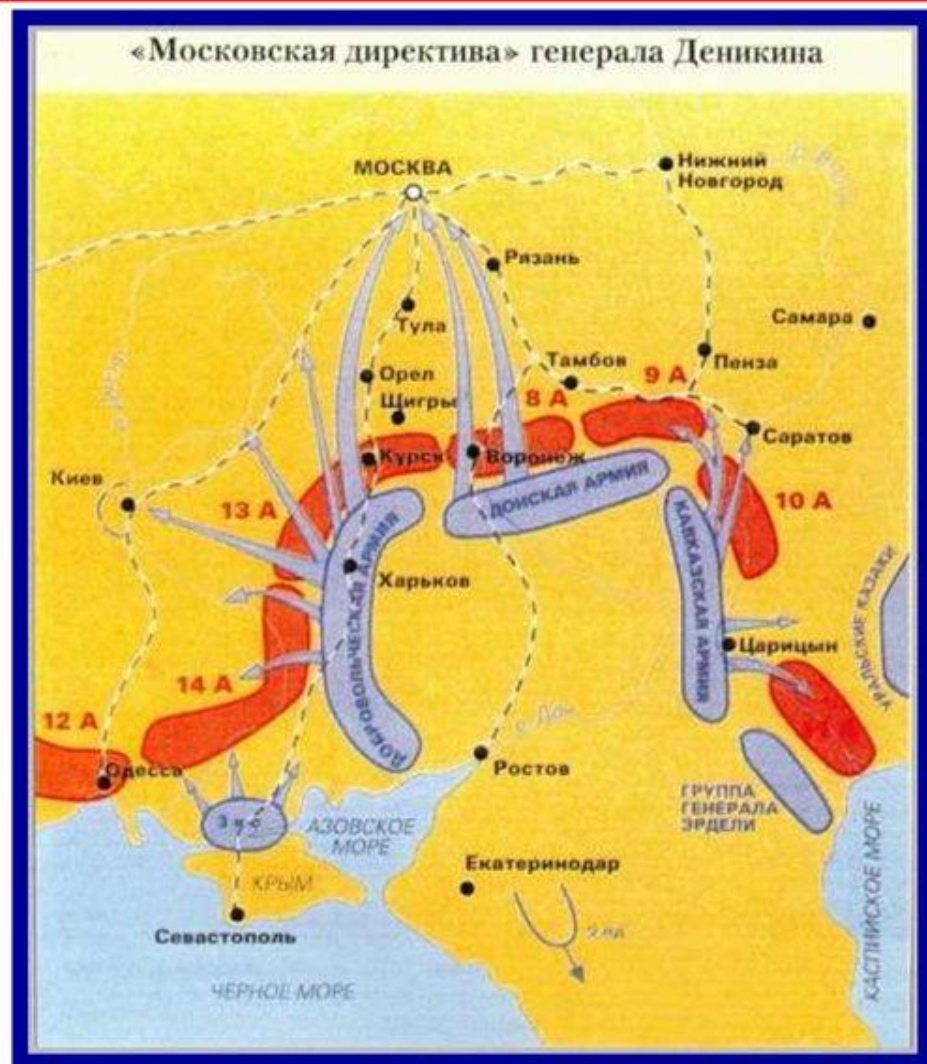 «Московская директива» генерала Деникина
МОСКВА
Нижний
Новгород
Рязань
Тула
Самара
Орел
Щигры
Тамбов
Пенза
9 А
8 А
Саратов
Курск
Воронеж
Киев
13 А
ДОНСКАЯ АРМИЯ
10 А
Харьков
ДОБРОВОЛЬЧЕСКАЯ АРМИЯ
КАВКАЗСКАЯ АРМИЯ
Царицын
УРАЛЬСКИЕ КАЗАКИ
14 А
12 А
Одесса
р. Дон
Ростов
ГРУППА
ГЕНЕРАЛА
ЭРДЕЛИ
АЗОВСКОЕ
МОРЕ
КРЫМ
Екатеринодар
Севастополь
ЧЕРНОЕ МОРЕ
КАСПИЙСКОЕ МОРЕ